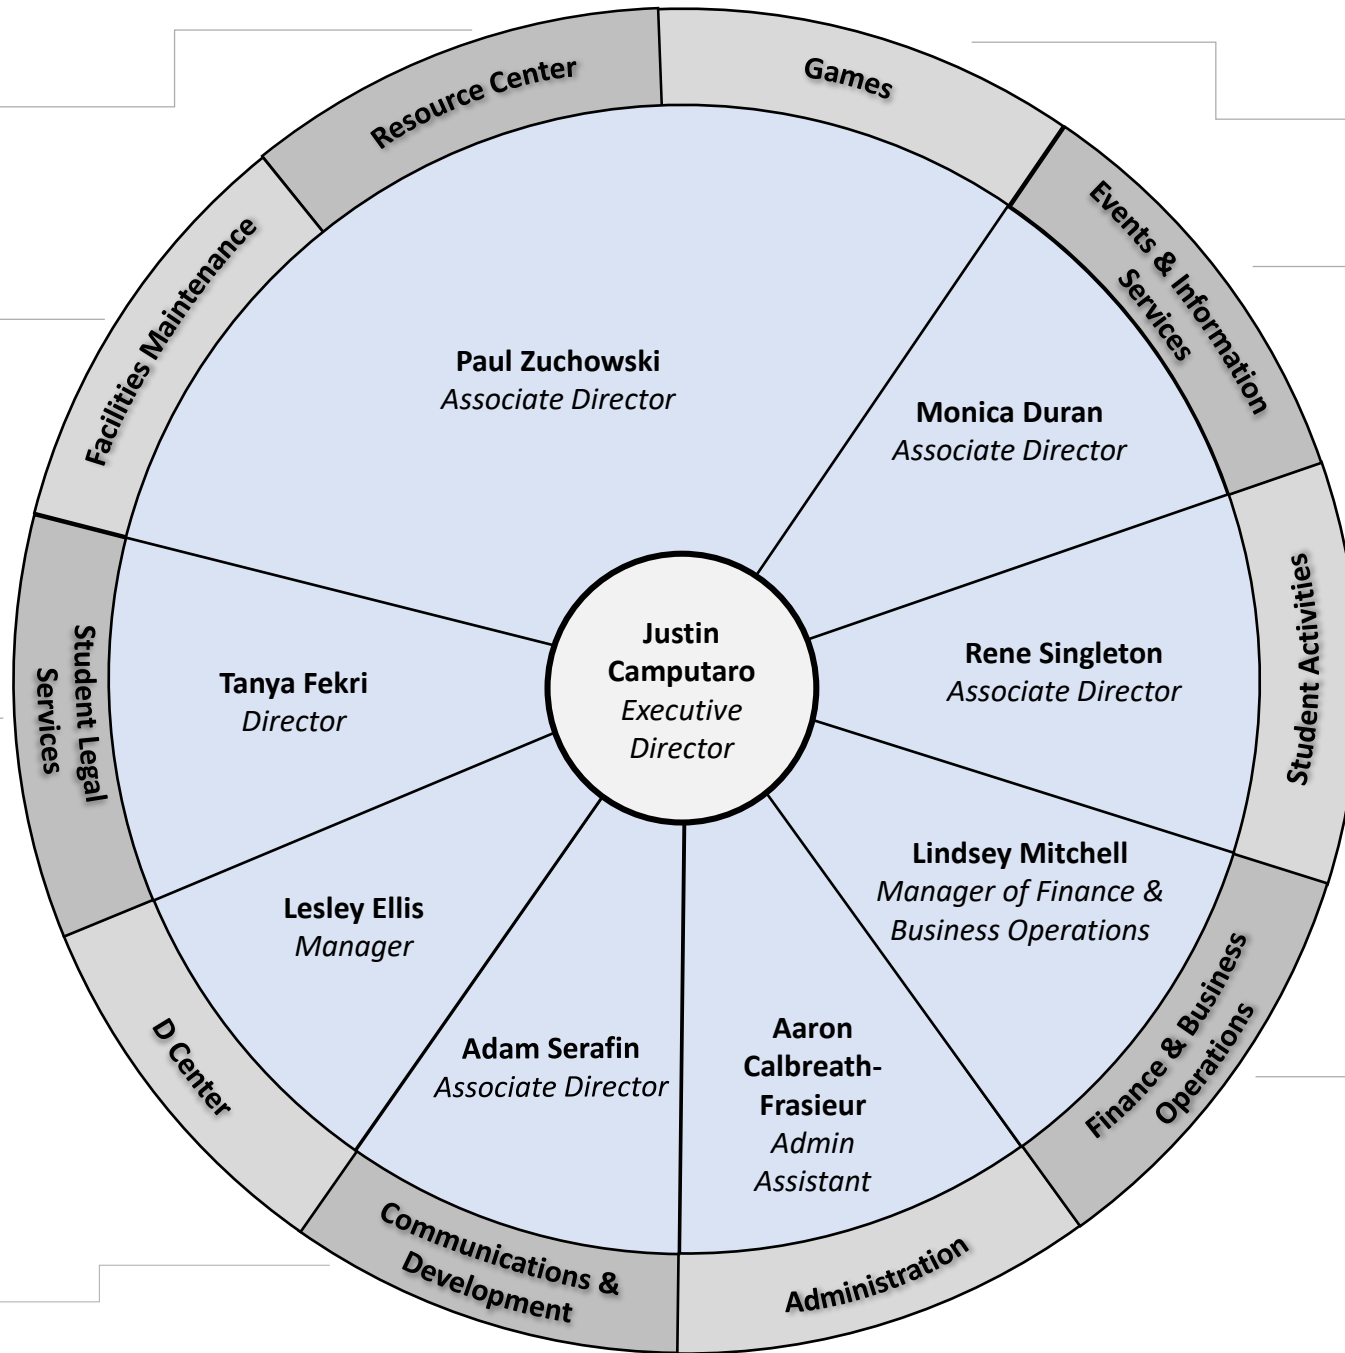 Resource Center
Games
Events & Information
Services
Facilities Maintenance
Paul Zuchowski
Associate Director
Monica Duran
Associate Director
Student Activities
Justin
Camputaro
Executive
Director
Rene Singleton
Associate Director
Student Legal
Services
Tanya Fekri
Director
Lindsey Mitchell
Manager of Finance &
Business Operations
Lesley Ellis
Manager
Finance & Business
Operations
D Center
Adam Serafin
Associate Director
Aaron
Calbreath-
Frasieur
Admin
Assistant
Communications &
Development
Administration